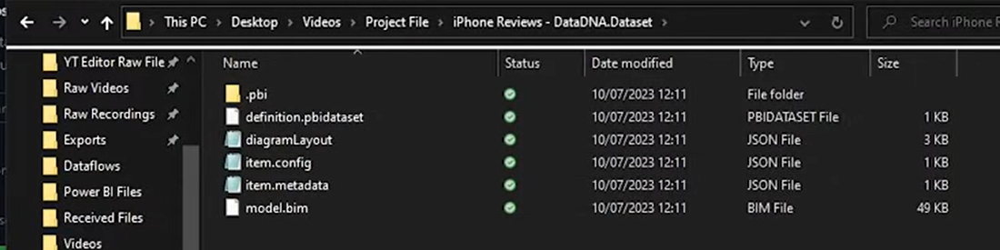 This PC > Desktop > Videos > Project File > iPhone Reviews - DataDNA.Dataset >
Search iPhone R
YT Editor Raw File
Raw Videos
Raw Recordings
Exports
Dataflows
Power BI Files
Received Files
Videos
Name Status Date modified Type Size
.pbi 10/07/2023 12:11 File folder
definition.pbidataset 10/07/2023 12:11 PBIDATASET File 1 KB
diagramLayout 10/07/2023 12:11 JSON File 3 KB
item.config 10/07/2023 12:11 JSON File 1 KB
item.metadata 10/07/2023 12:11 JSON File 1 KB
model.bim 10/07/2023 12:11 BIM File 49 KB